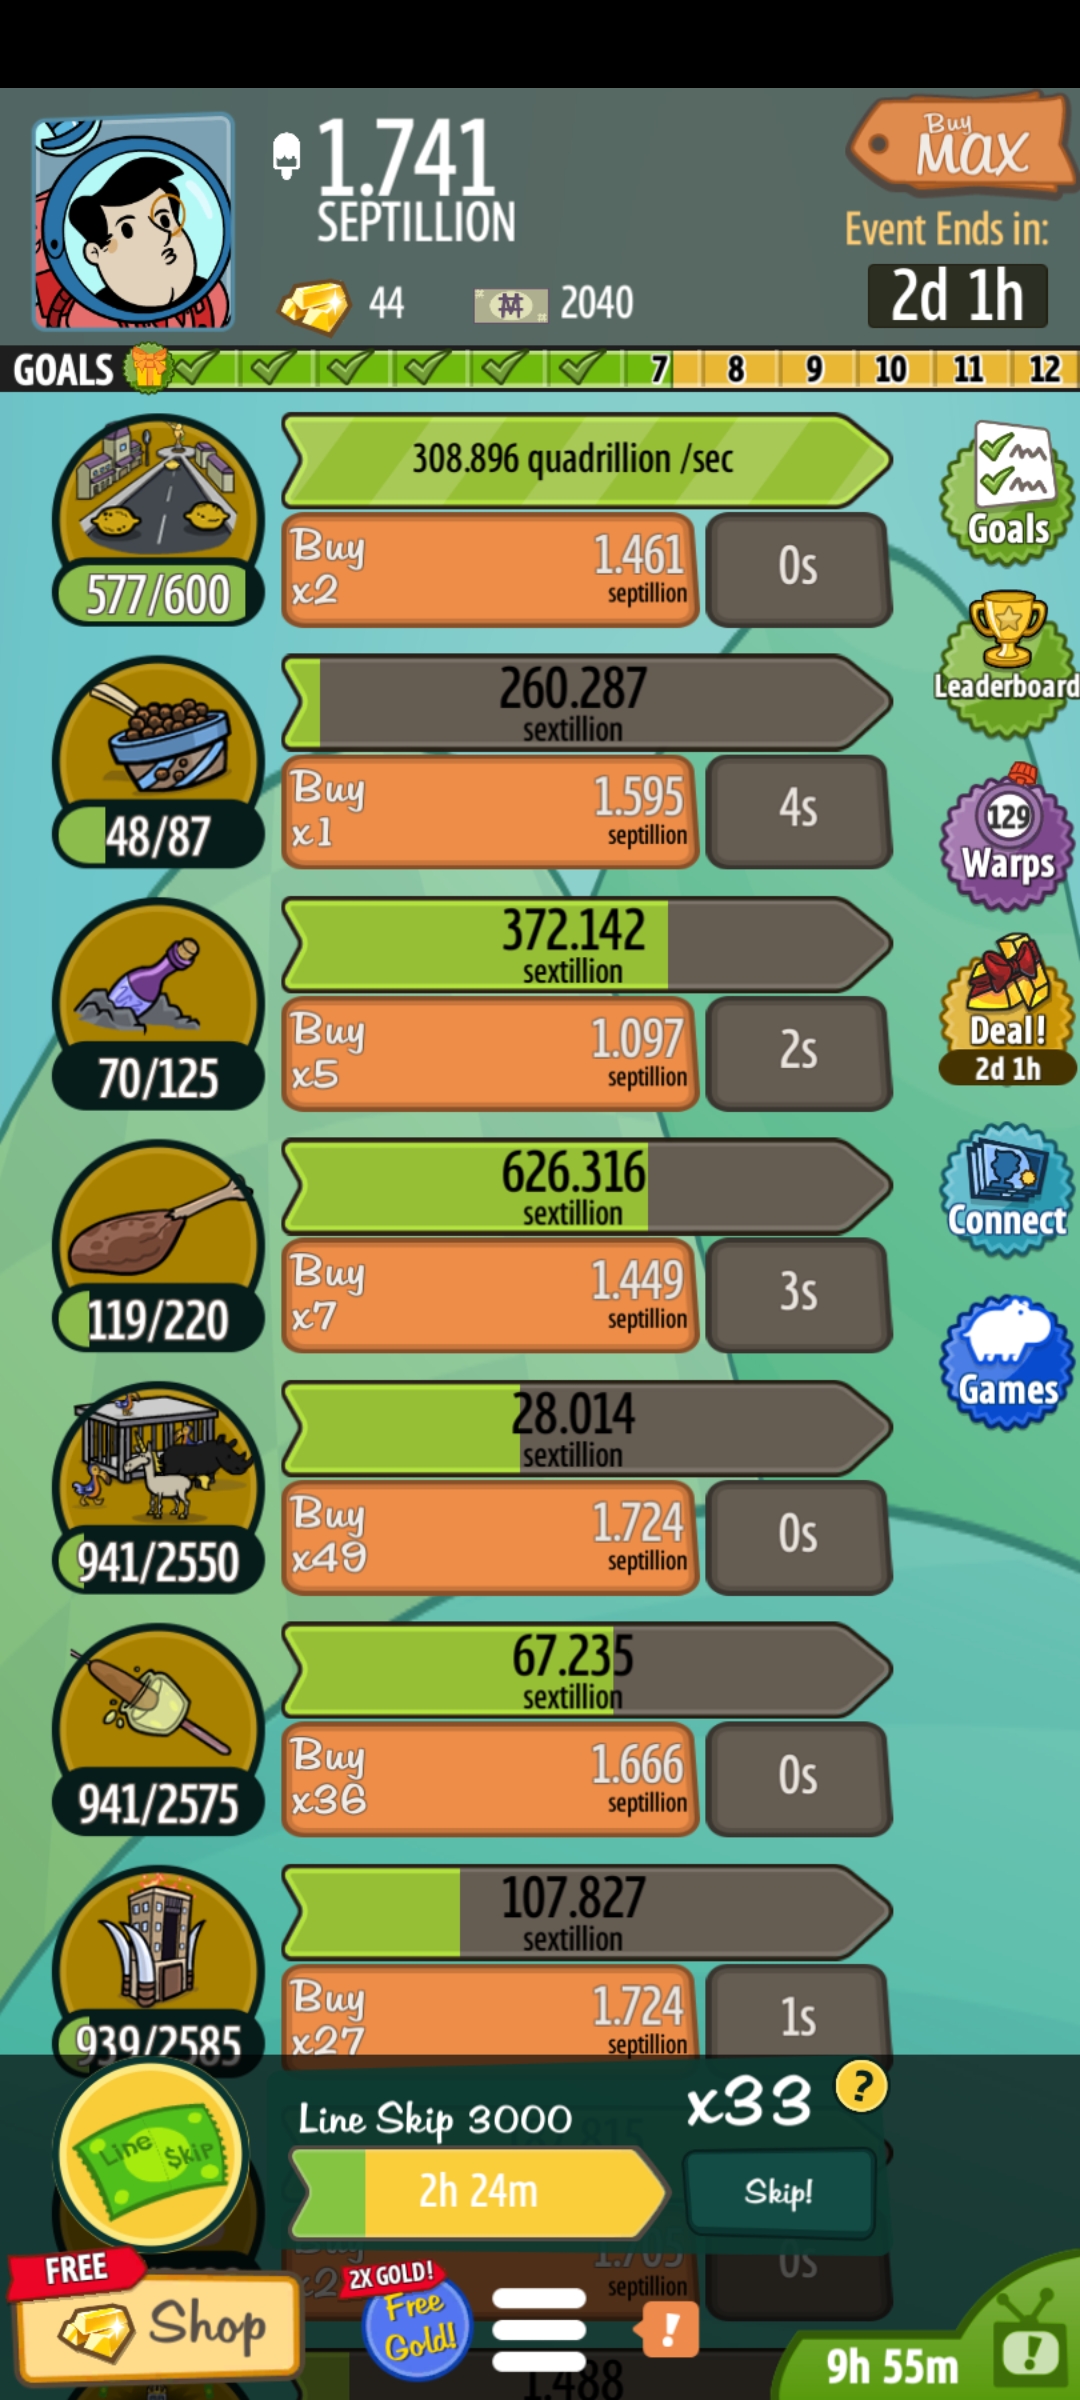 1.741
SEPTILLION
44
2040
Buy
MAX
Event Ends in:
2d 1h
GOALS
7
8
9
10
11
12
308.896 quadrillion /sec
577/600
Buy
x2
1.461
septillion
0s
260.287
sextillion
48/87
Buy
x1
1.595
septillion
4s
372.142
sextillion
70/125
Buy
x5
1.097
septillion
2s
626.316
sextillion
119/220
Buy
x7
1.449
septillion
3s
28.014
sextillion
941/2550
Buy
x49
1.724
septillion
0s
67.235
sextillion
941/2575
Buy
x36
1.666
septillion
0s
107.827
sextillion
939/2585
Buy
x27
1.724
septillion
1s
Goals
Leaderboard
129
Warps
Deal!
2d 1h
Connect
Games
Line Skip
Line Skip 3000
x33
?
2h 24m
Skip!
septillion
0s
FREE
Shop
2X GOLD!
Free
Gold!
!
1.488
9h 55m
!